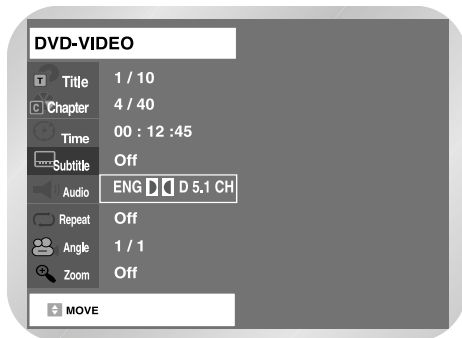 DVD-VIDEO
T Title 1 / 10
C Chapter 4 / 40
Time 00 : 12 :45
Subtitle Off
Audio ENG D 5.1 CH
Repeat Off
Angle 1 / 1
Zoom Off
MOVE